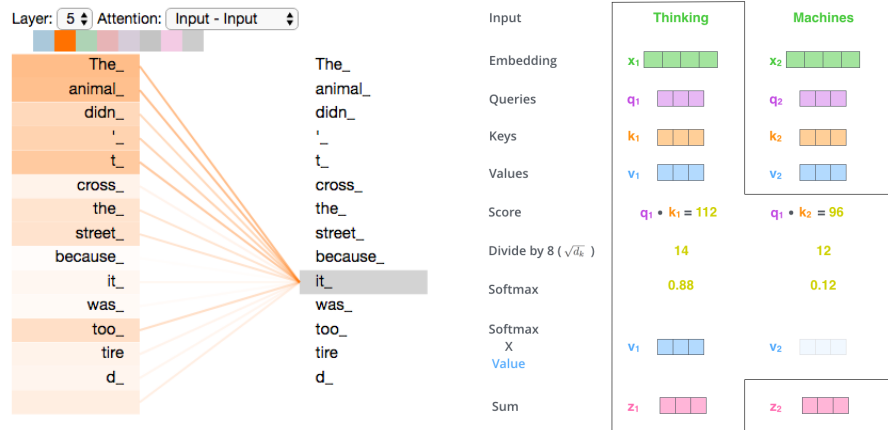 Layer: 5 Attention: Input - Input
The_ The_
animal_ animal_
didn_ didn_
'_ '_
t_ t_
cross_ cross_
the_ the_
street_ street_
because_ because_
it_ it_
was_ was_
too_ too_
tire tire
d_ d_
Input Thinking Machines
Embedding x₁ x₂
Queries q₁ q₂
Keys k₁ k₂
Values v₁ v₂
Score q₁ • k₁ = 112 q₁ • k₂ = 96
Divide by 8 ( √dₖ ) 14 12
Softmax 0.88 0.12
Softmax
X v₁ v₂
Value
Sum z₁ z₂